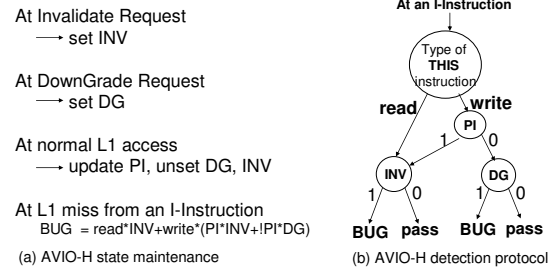 At Invalidate Request
→ set INV
At DownGrade Request
→ set DG
At normal L1 access
→ update PI, unset DG, INV
At L1 miss from an I-Instruction
BUG = read*INV+write*(PI*INV+!PI*DG)
(a) AVIO-H state maintenance
At an I-Instruction
Type of
THIS
instruction
read
write
PI
1
0
INV
DG
1
0
1
0
BUG
pass
BUG
pass
(b) AVIO-H detection protocol